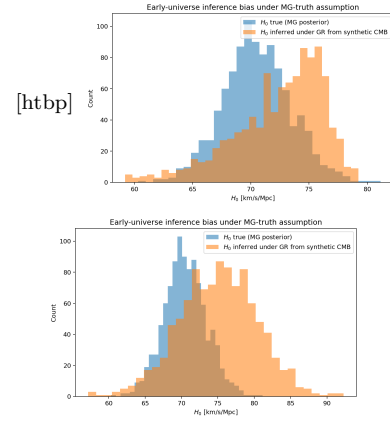 Early-universe inference bias under MG-truth assumption
H₀ true (MG posterior)
H₀ inferred under GR from synthetic CMB
100
80
60
40
20
0
Count
60
65
70
75
80
H₀ [km/s/Mpc]
[htbp]
Early-universe inference bias under MG-truth assumption
H₀ true (MG posterior)
H₀ inferred under GR from synthetic CMB
100
80
60
40
20
0
Count
60
65
70
75
80
85
90
H₀ [km/s/Mpc]